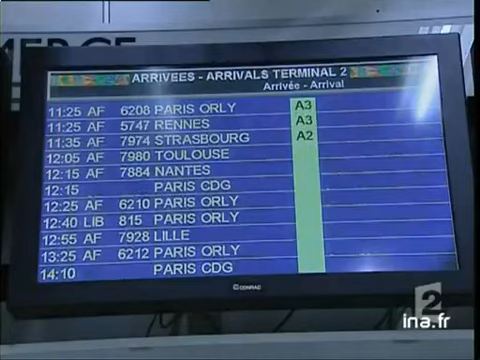 ARRIVEES - ARRIVALS TERMINAL 2
Arrivée - Arrival
11:25 AF 6208 PARIS ORLY A3
11:25 AF 5747 RENNES A3
11:35 AF 7974 STRASBOURG A2
12:05 AF 7980 TOULOUSE
12:15 AF 7884 NANTES
12:15 PARIS CDG
12:25 AF 6210 PARIS ORLY
12:40 LIB 815 PARIS ORLY
12:55 AF 7928 LILLE
13:25 AF 6212 PARIS ORLY
14:10 PARIS CDG
CONRAC
2
ina.fr